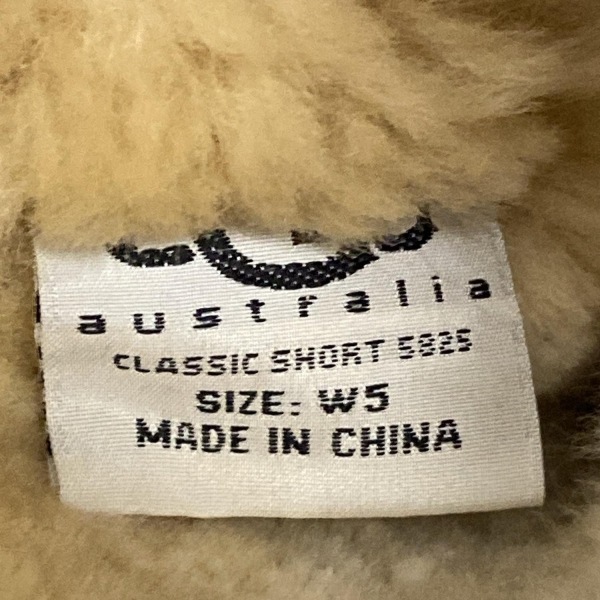 australia
CLASSIC SHORT 5825
SIZE: W5
MADE IN CHINA